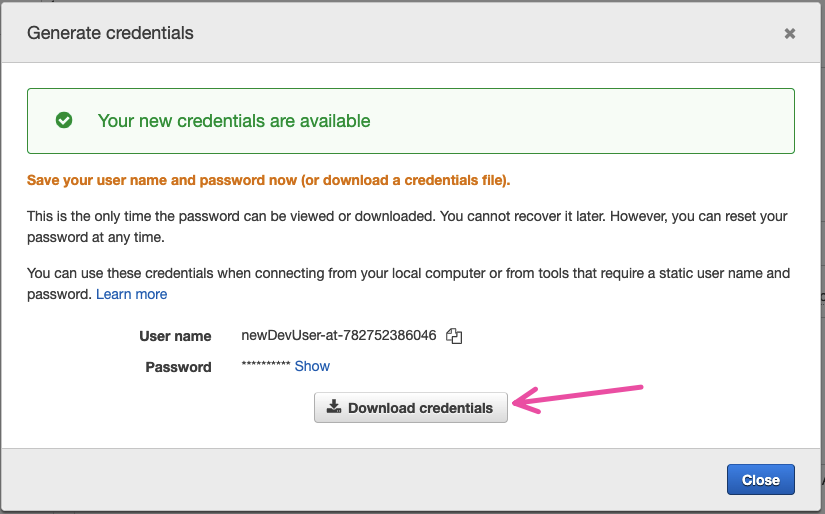 Generate credentials
Your new credentials are available
Save your user name and password now (or download a credentials file).
This is the only time the password can be viewed or downloaded. You cannot recover it later. However, you can reset your
password at any time.
You can use these credentials when connecting from your local computer or from tools that require a static user name and
password. Learn more
User name newDevUser-at-782752386046
Password ********** Show
Download credentials
Close